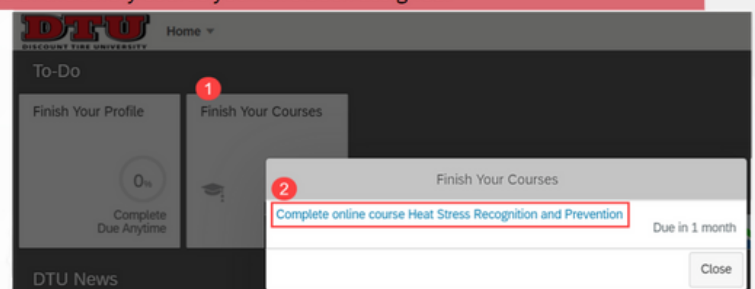 DTU
DISCOUNT TIRE UNIVERSITY
Home
To-Do
1
Finish Your Profile
Finish Your Courses
0%
Complete
Due Anytime
Finish Your Courses
2
Complete online course Heat Stress Recognition and Prevention
Due in 1 month
Close
DTU News